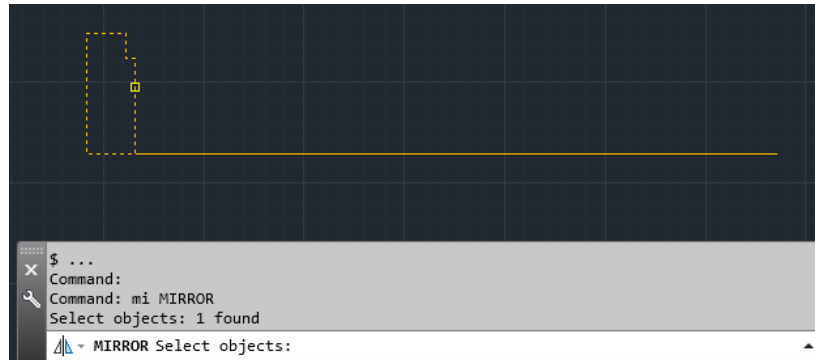 $ ...
Command:
Command: mi MIRROR
Select objects: 1 found
MIRROR Select objects: